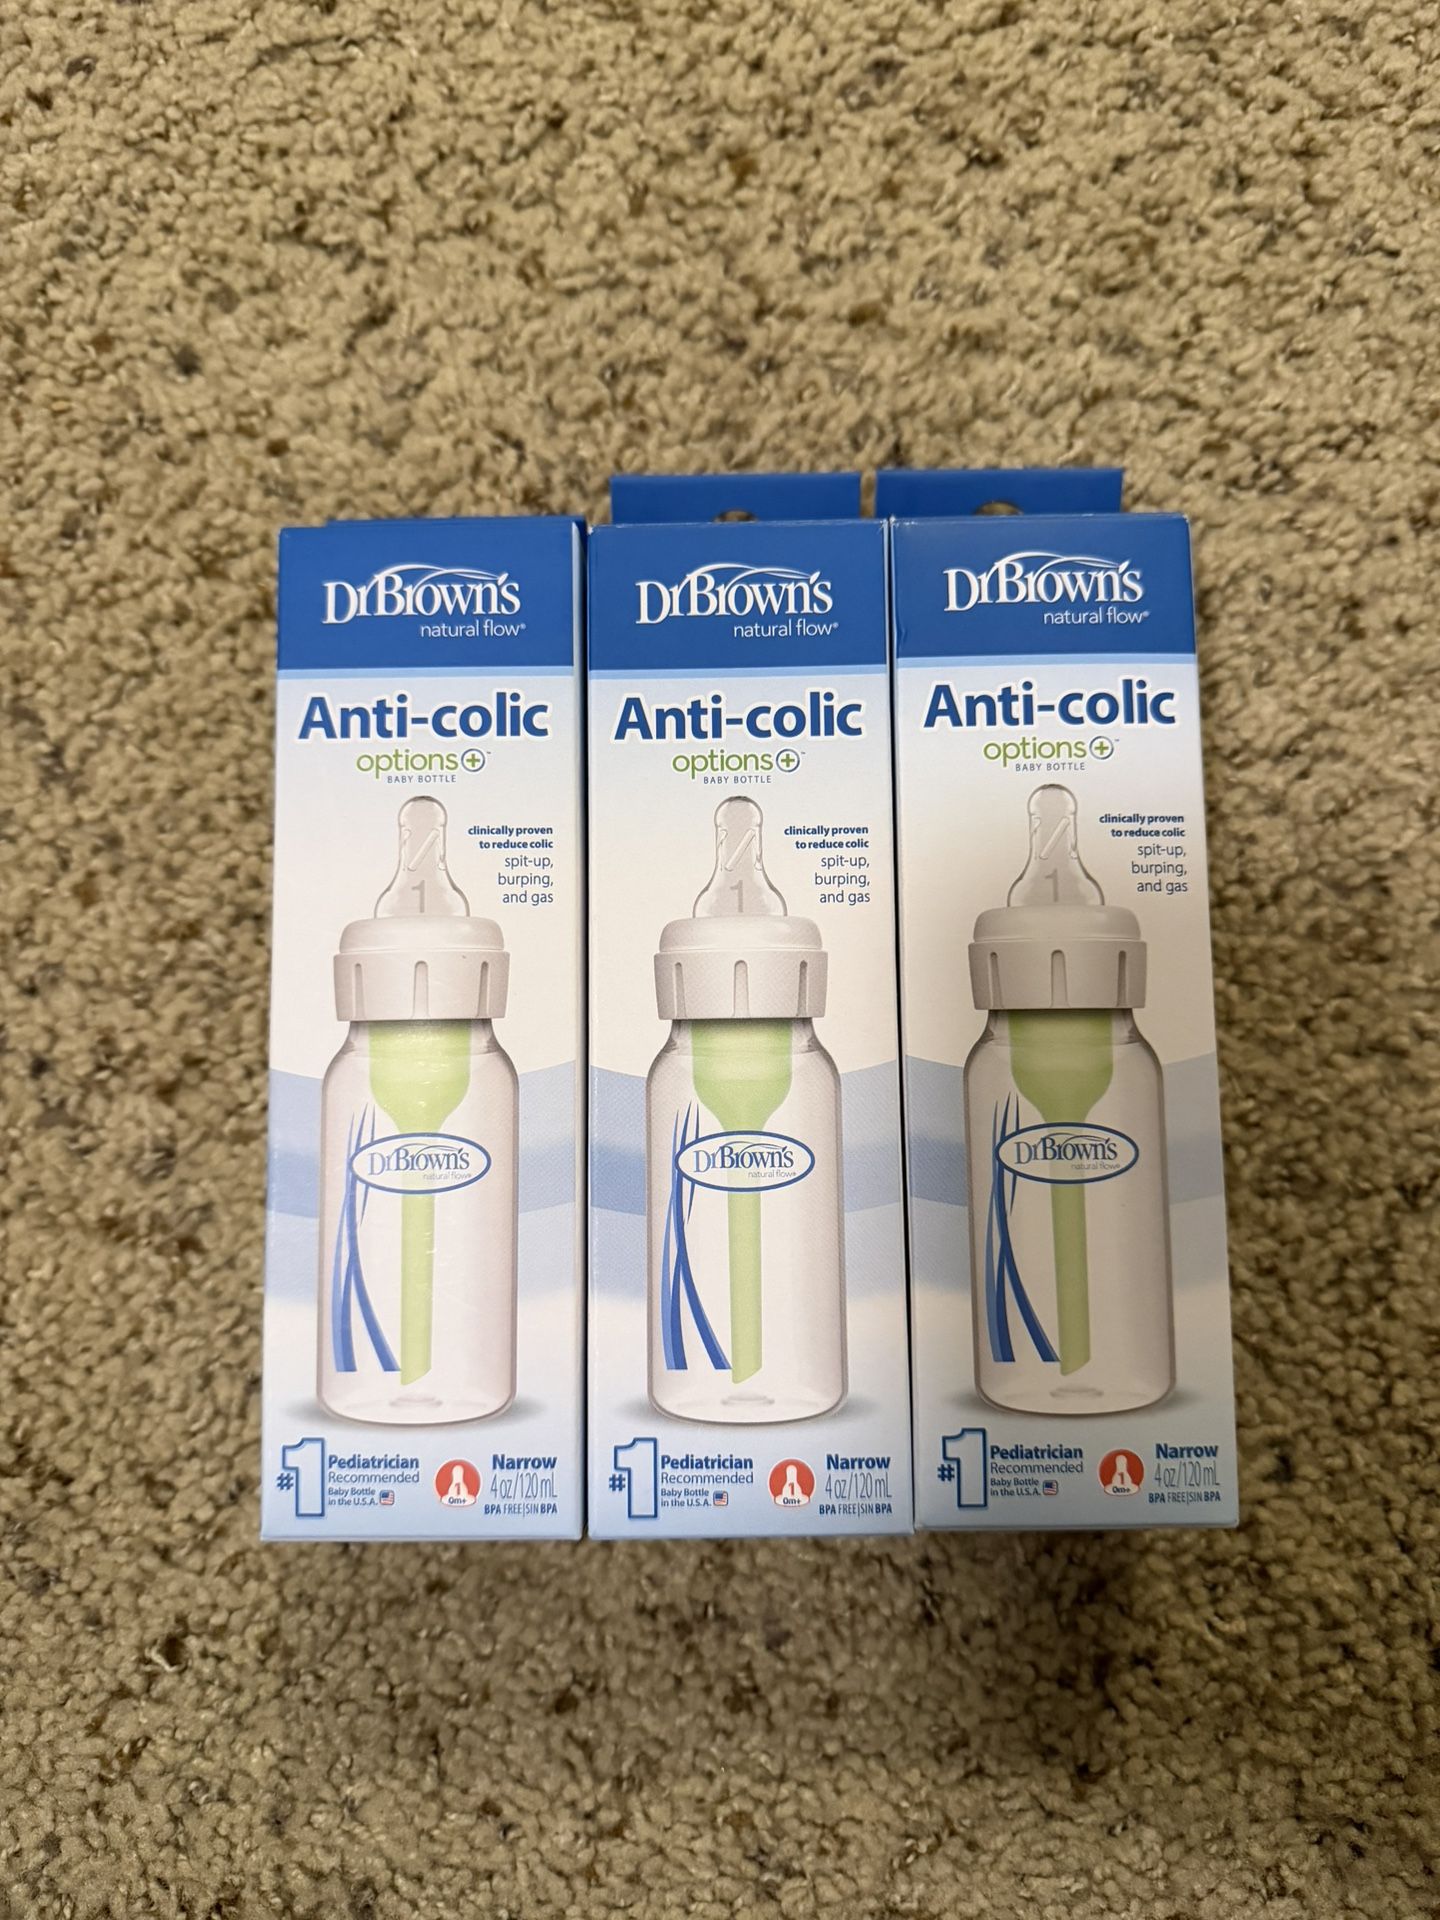 DrBrown's
natural flow®
Anti-colic
options+™
BABY BOTTLE
clinically proven
to reduce colic
spit-up,
burping,
and gas
1
DrBrown's
natural flow®
#1 Pediatrician
Recommended
Baby Bottle
in the U.S.A.
1
0m+
Narrow
4 oz/120 mL
BPA FREE|SIN BPA
DrBrown's
natural flow®
Anti-colic
options+™
BABY BOTTLE
clinically proven
to reduce colic
spit-up,
burping,
and gas
1
DrBrown's
natural flow®
#1 Pediatrician
Recommended
Baby Bottle
in the U.S.A.
1
0m+
Narrow
4 oz/120 mL
BPA FREE|SIN BPA
DrBrown's
natural flow®
Anti-colic
options+™
BABY BOTTLE
clinically proven
to reduce colic
spit-up,
burping,
and gas
1
DrBrown's
natural flow®
#1 Pediatrician
Recommended
Baby Bottle
in the U.S.A.
1
0m+
Narrow
4 oz/120 mL
BPA FREE|SIN BPA